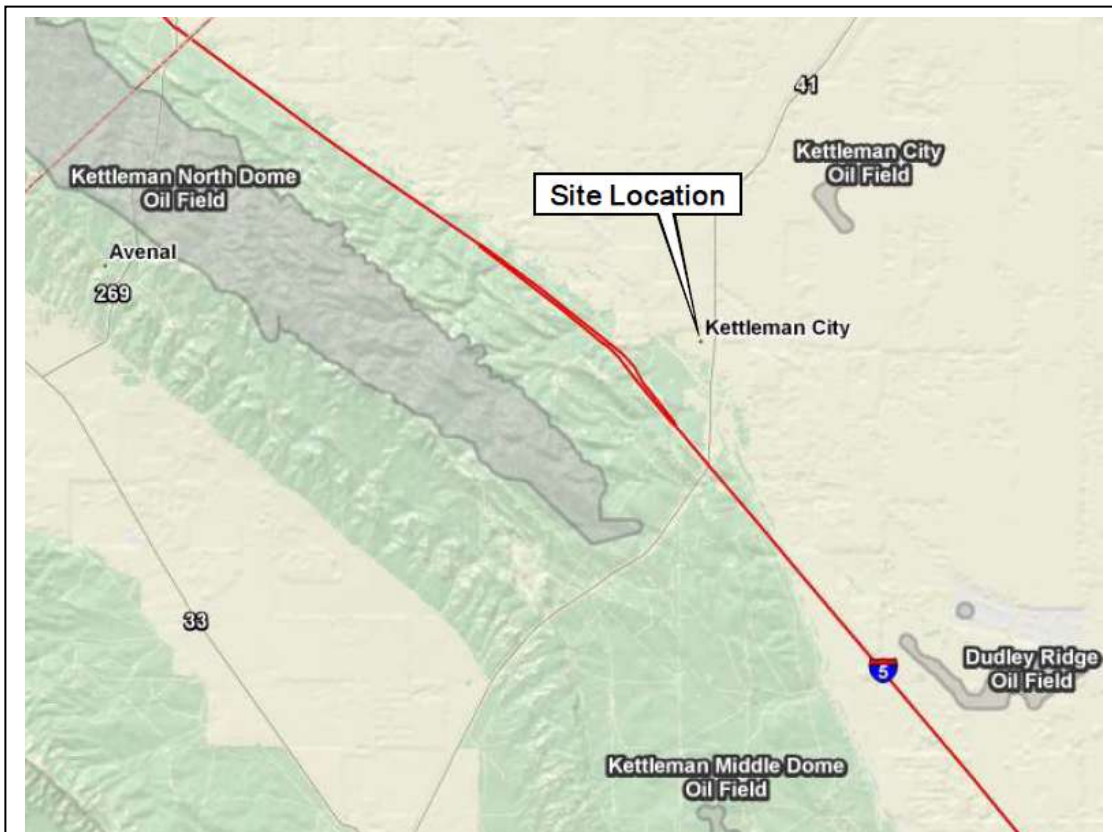 41
Kettleman City
Oil Field
Kettleman North Dome
Oil Field
Site Location
Avenal
269
Kettleman City
33
5
Dudley Ridge
Oil Field
Kettleman Middle Dome
Oil Field